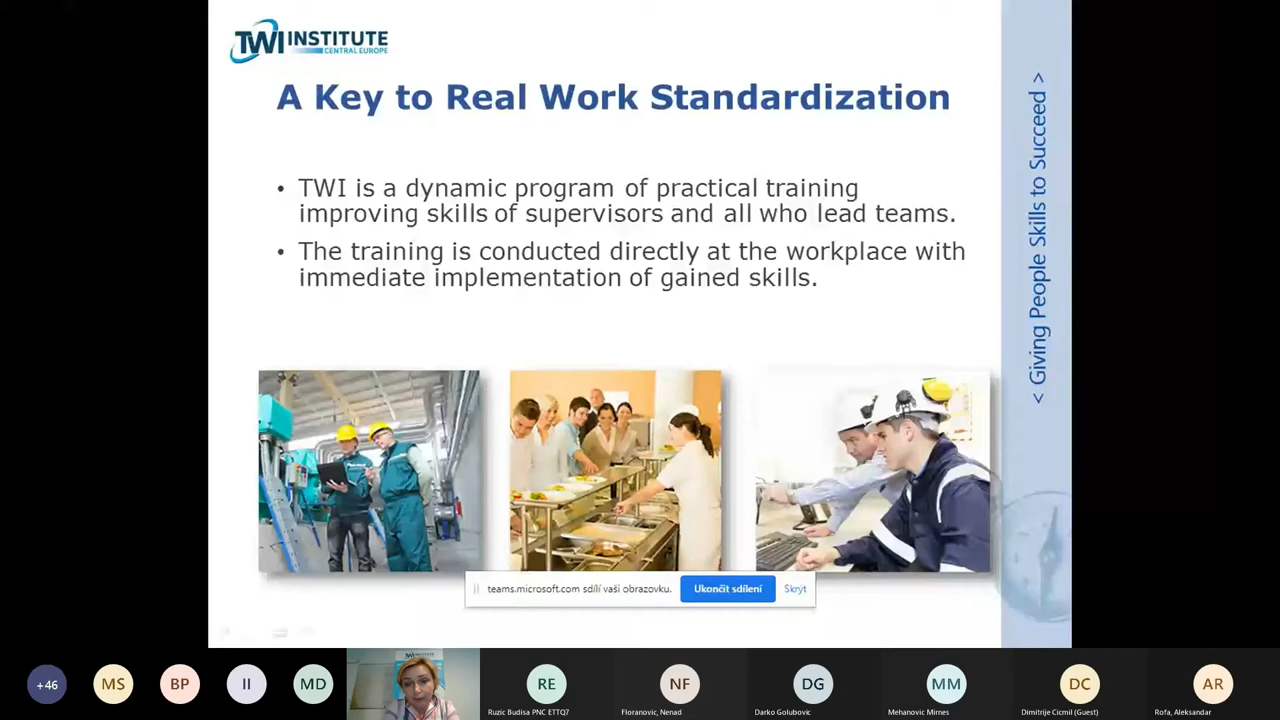 TWI INSTITUTE
CENTRAL EUROPE
A Key to Real Work Standardization
• TWI is a dynamic program of practical training
improving skills of supervisors and all who lead teams.
• The training is conducted directly at the workplace with
immediate implementation of gained skills.
< Giving People Skills to Succeed >
teams.microsoft.com sdílí vaši obrazovku.
Ukončit sdílení
Skrýt
+46
MS
BP
II
MD
TWI INSTITUTE
RE
NF
DG
MM
DC
AR
Ruzic Budisa PNC ETTQ7
Floranovic, Nenad
Darko Golubovic
Mehanovic Mirnes
Dimitrije Cicmil (Guest)
Rofa, Aleksandar